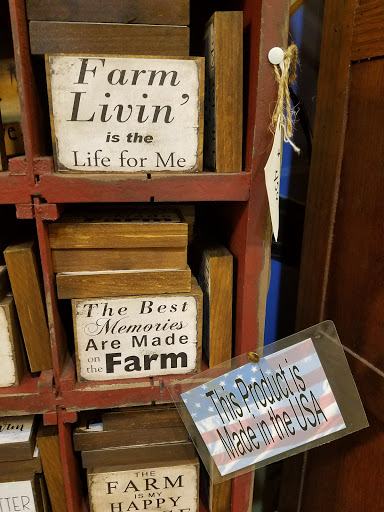 Farm
Livin'
is the
Life for Me
The Best
Memories
Are Made
on the Farm
This Product is
Made in the USA
THE
FARM
IS MY
HAPPY